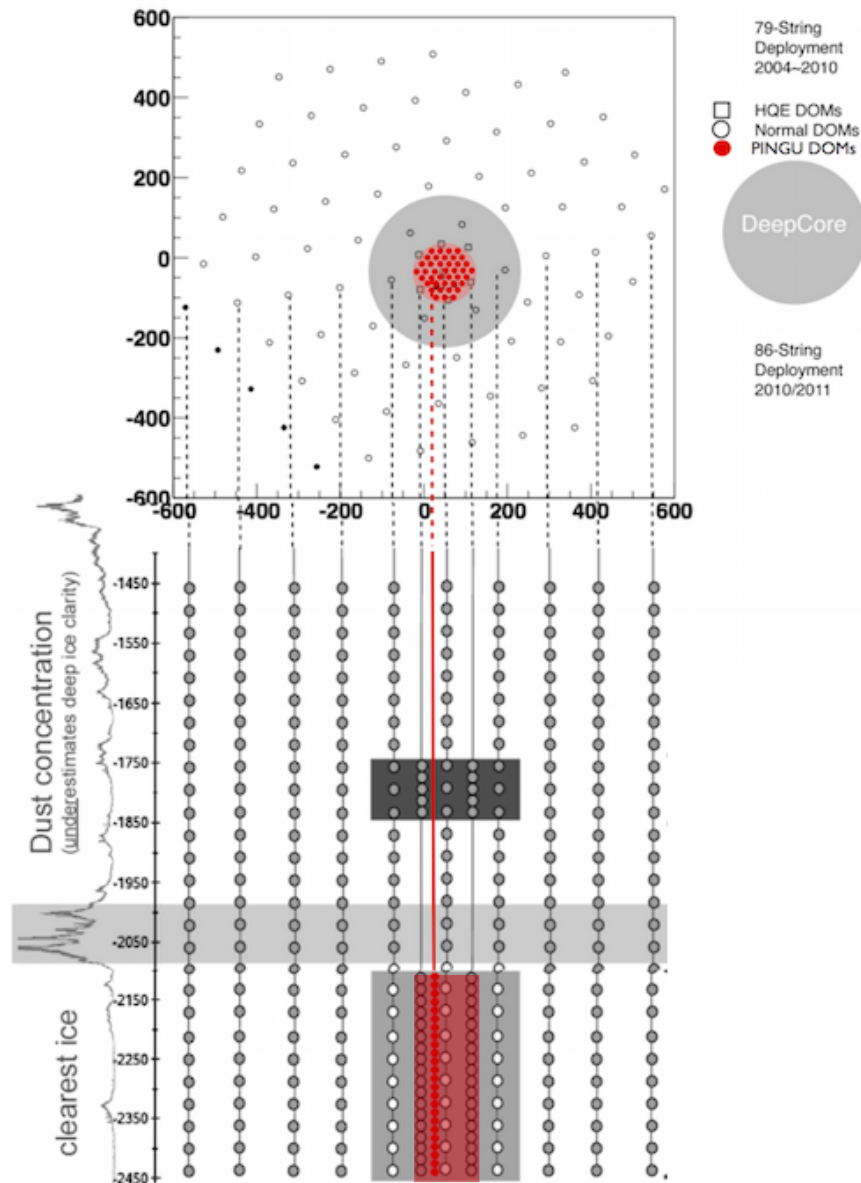 600
400
200
0
-200
-400
-600
-600 -400 -200 0 200 400 600
79-String
Deployment
2004~2010
HQE DOMs
Normal DOMs
PINGU DOMs
DeepCore
86-String
Deployment
2010/2011
Dust concentration
(underestimates deep ice clarity)
clearest ice
-1450
-1550
-1650
-1750
-1850
-1950
-2050
-2150
-2250
-2350
-2450